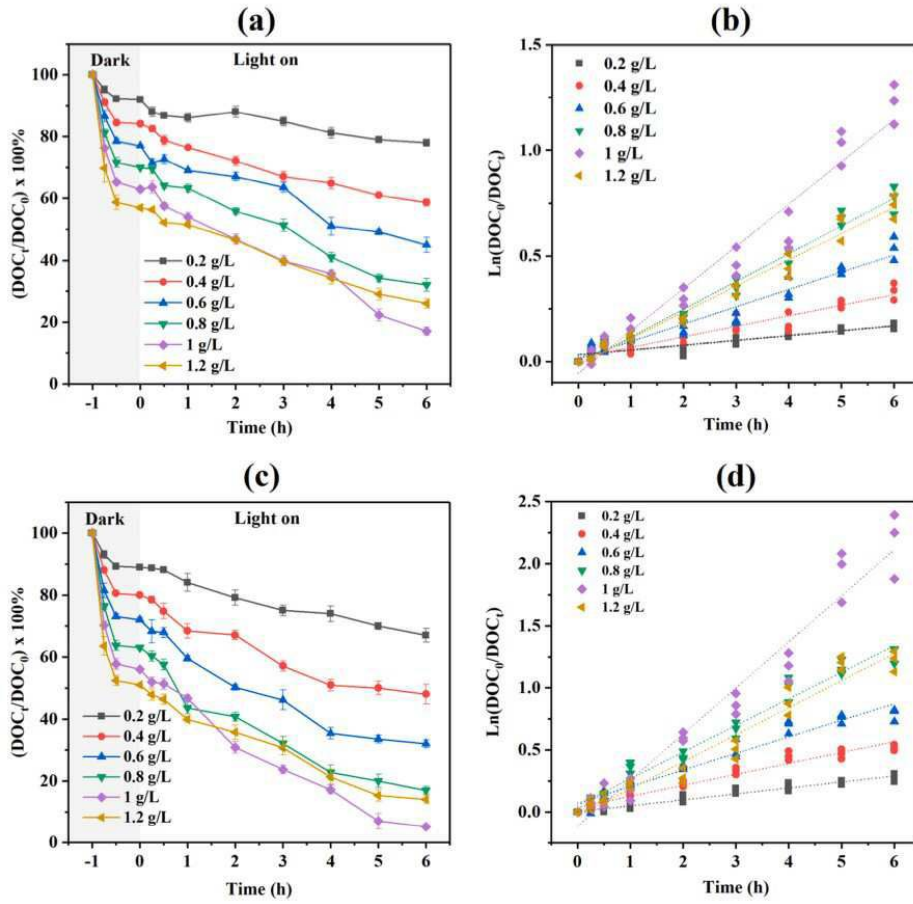 (a)
Dark
Light on
(DOCt/DOC0) x 100%
100
80
60
40
20
0
0.2 g/L
0.4 g/L
0.6 g/L
0.8 g/L
1 g/L
1.2 g/L
-1 0 1 2 3 4 5 6
Time (h)
(b)
Ln(DOC0/DOCt)
1.5
1.0
0.5
0.0
0.2 g/L
0.4 g/L
0.6 g/L
0.8 g/L
1 g/L
1.2 g/L
0 1 2 3 4 5 6
Time (h)
(c)
Dark
Light on
(DOCt/DOC0) x 100%
100
80
60
40
20
0
0.2 g/L
0.4 g/L
0.6 g/L
0.8 g/L
1 g/L
1.2 g/L
-1 0 1 2 3 4 5 6
Time (h)
(d)
Ln(DOC0/DOCt)
2.5
2.0
1.5
1.0
0.5
0.0
0.2 g/L
0.4 g/L
0.6 g/L
0.8 g/L
1 g/L
1.2 g/L
0 1 2 3 4 5 6
Time (h)